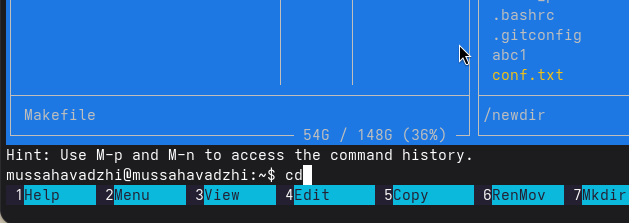 .bashrc
.gitconfig
abc1
conf.txt
Makefile
/newdir
54G / 148G (36%)
Hint: Use M-p and M-n to access the command history.
mussahavadzhi@mussahavadzhi:~$ cd
1Help 2Menu 3View 4Edit 5Copy 6RenMov 7Mkdir